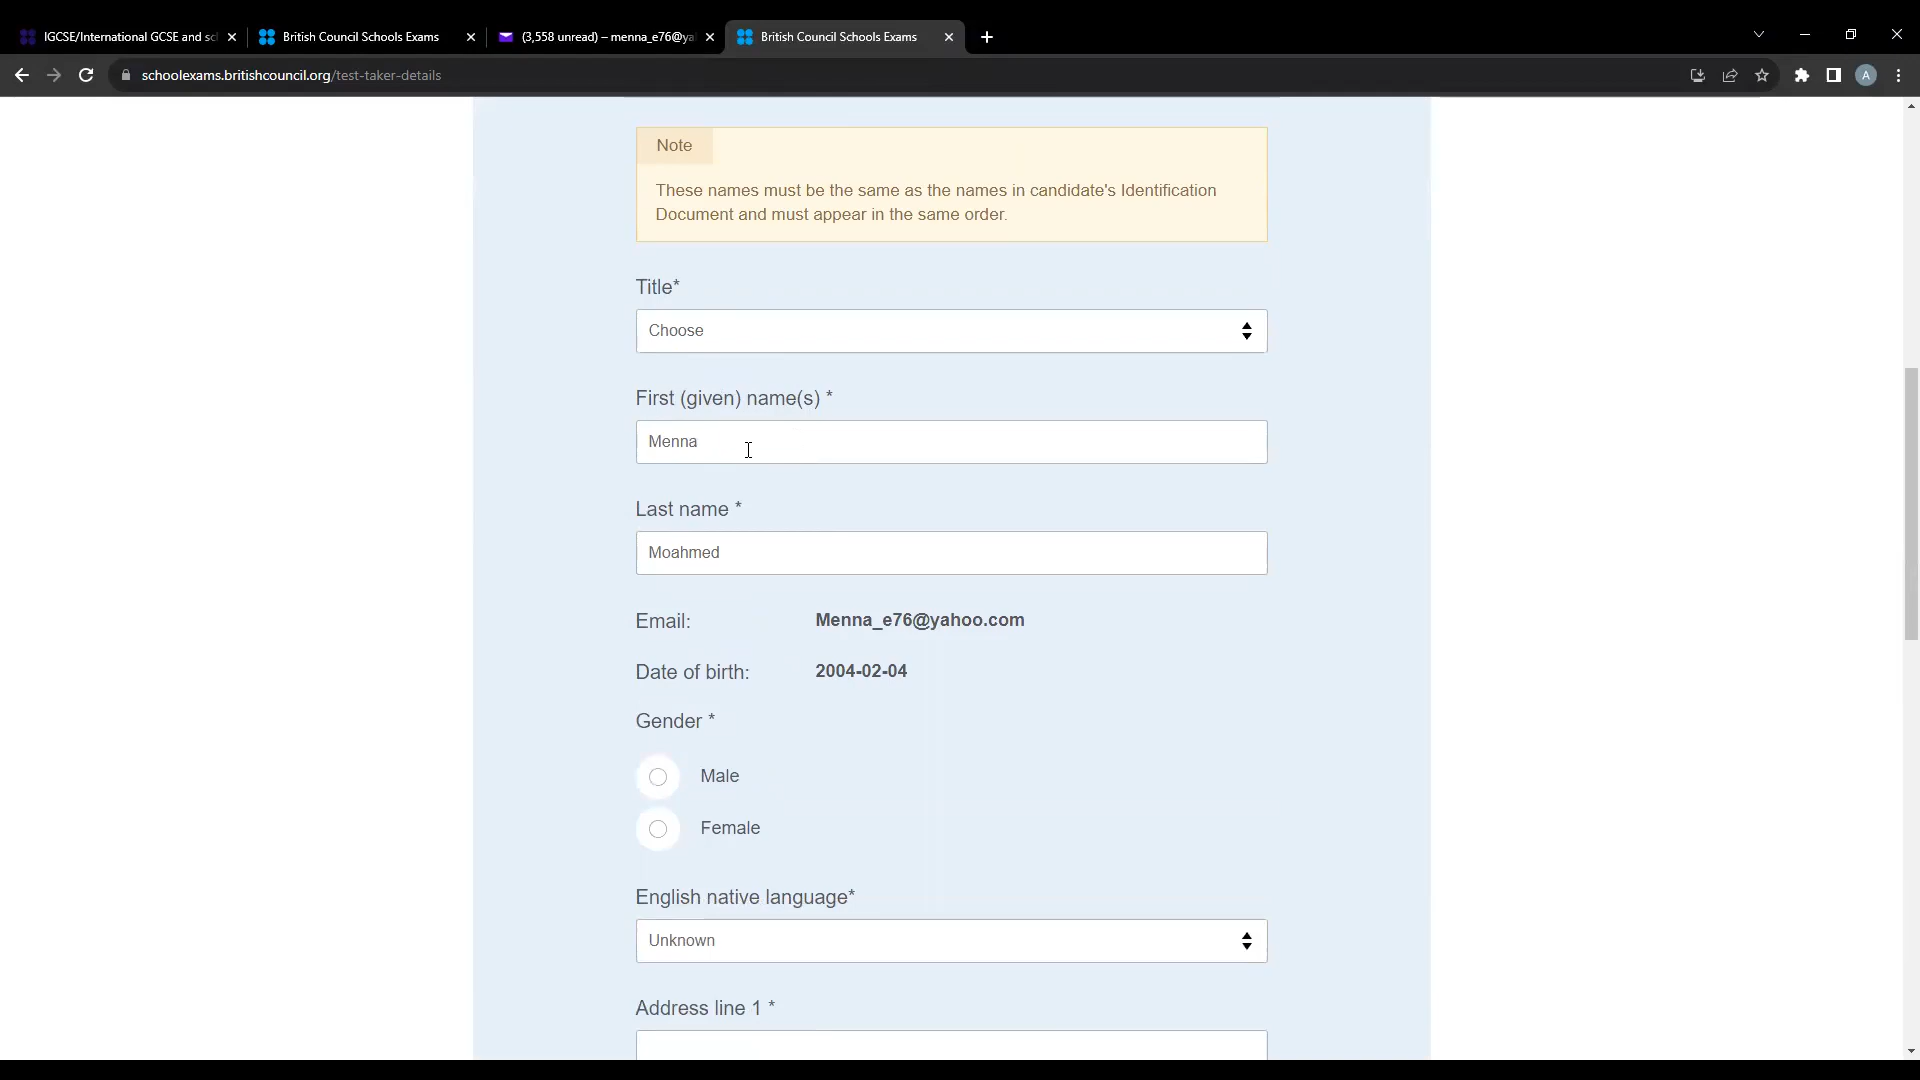 IGCSE/International GCSE and sc
British Council Schools Exams
(3,558 unread) – menna_e76@ya
British Council Schools Exams
schoolexams.britishcouncil.org/test-taker-details
A
Note
These names must be the same as the names in candidate's Identification
Document and must appear in the same order.
Title*
Choose
First (given) name(s) *
Menna
Last name *
Moahmed
Email: Menna_e76@yahoo.com
Date of birth: 2004-02-04
Gender *
Male
Female
English native language*
Unknown
Address line 1 *